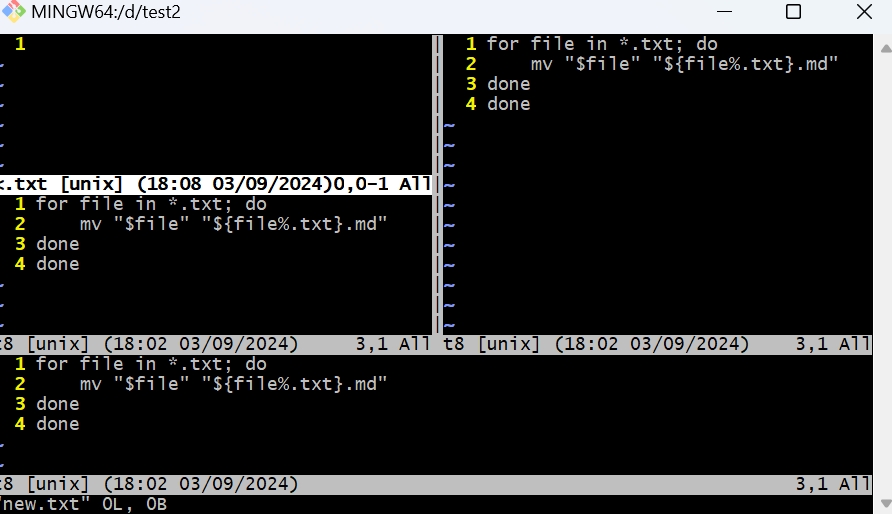 MINGW64:/d/test2
1
<.txt [unix] (18:08 03/09/2024)0,0-1 All
1 for file in *.txt; do
2     mv "$file" "${file%.txt}.md"
3 done
4 done
t8 [unix] (18:02 03/09/2024)     3,1 All
1 for file in *.txt; do
2     mv "$file" "${file%.txt}.md"
3 done
4 done
~
~
~
~
~
~
~
~
~
~
~
t8 [unix] (18:02 03/09/2024)     3,1 All
1 for file in *.txt; do
2     mv "$file" "${file%.txt}.md"
3 done
4 done
t8 [unix] (18:02 03/09/2024)     3,1 All
"new.txt" 0L, 0B